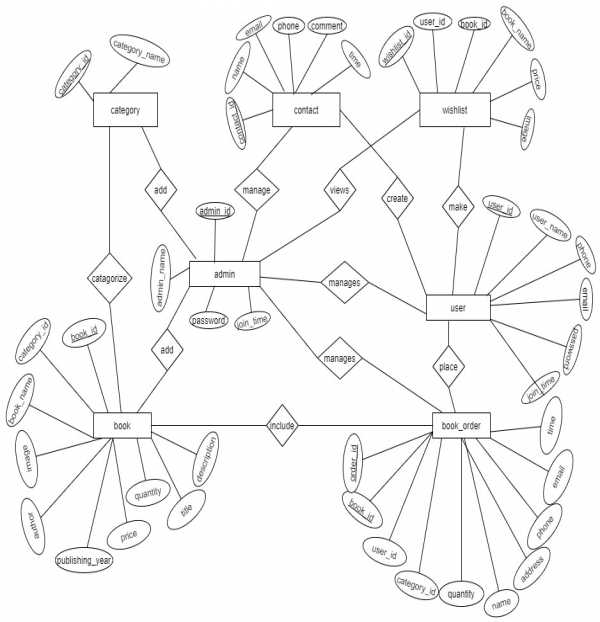 category_id
category_name
category
email
phone
comment
name
time
contact_id
contact
wishlist_id
user_id
book_id
book_name
price
image
wishlist
add
manage
views
create
make
admin_id
admin_name
admin
password
join_time
user_id
user_name
phone
email
password
join_time
user
catagorize
manages
add
manages
place
category_id
book_id
book_name
image
author
publishing_year
price
quantity
title
description
book
include
book_order
order_id
book_id
user_id
category_id
quantity
name
address
phone
email
time